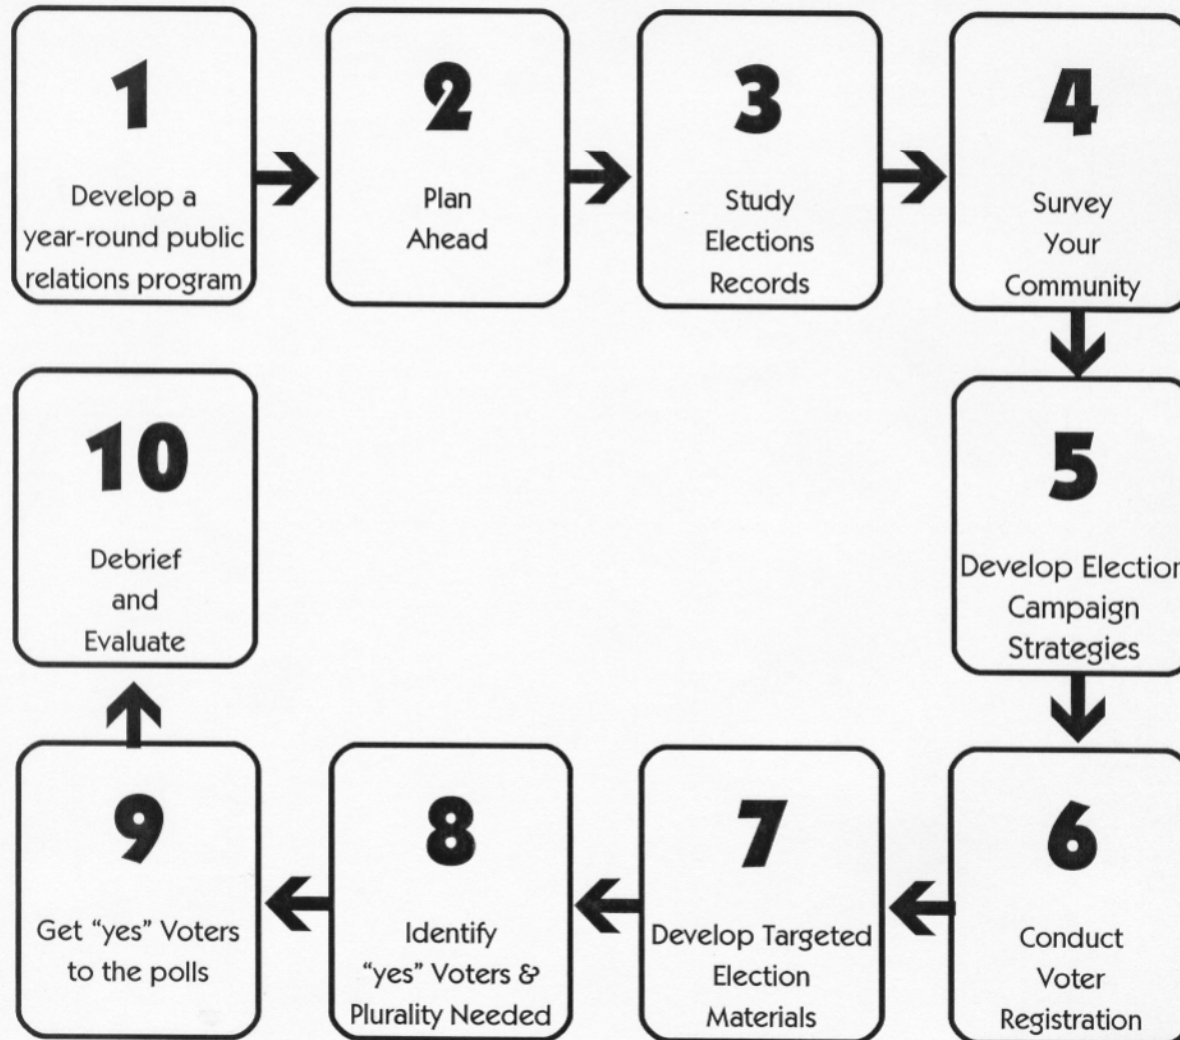 1
Develop a
year-round public
relations program
2
Plan
Ahead
3
Study
Elections
Records
4
Survey
Your
Community
5
Develop Election
Campaign
Strategies
6
Conduct
Voter
Registration
7
Develop Targeted
Election
Materials
8
Identify
"yes" Voters &
Plurality Needed
9
Get "yes" Voters
to the polls
10
Debrief
and
Evaluate